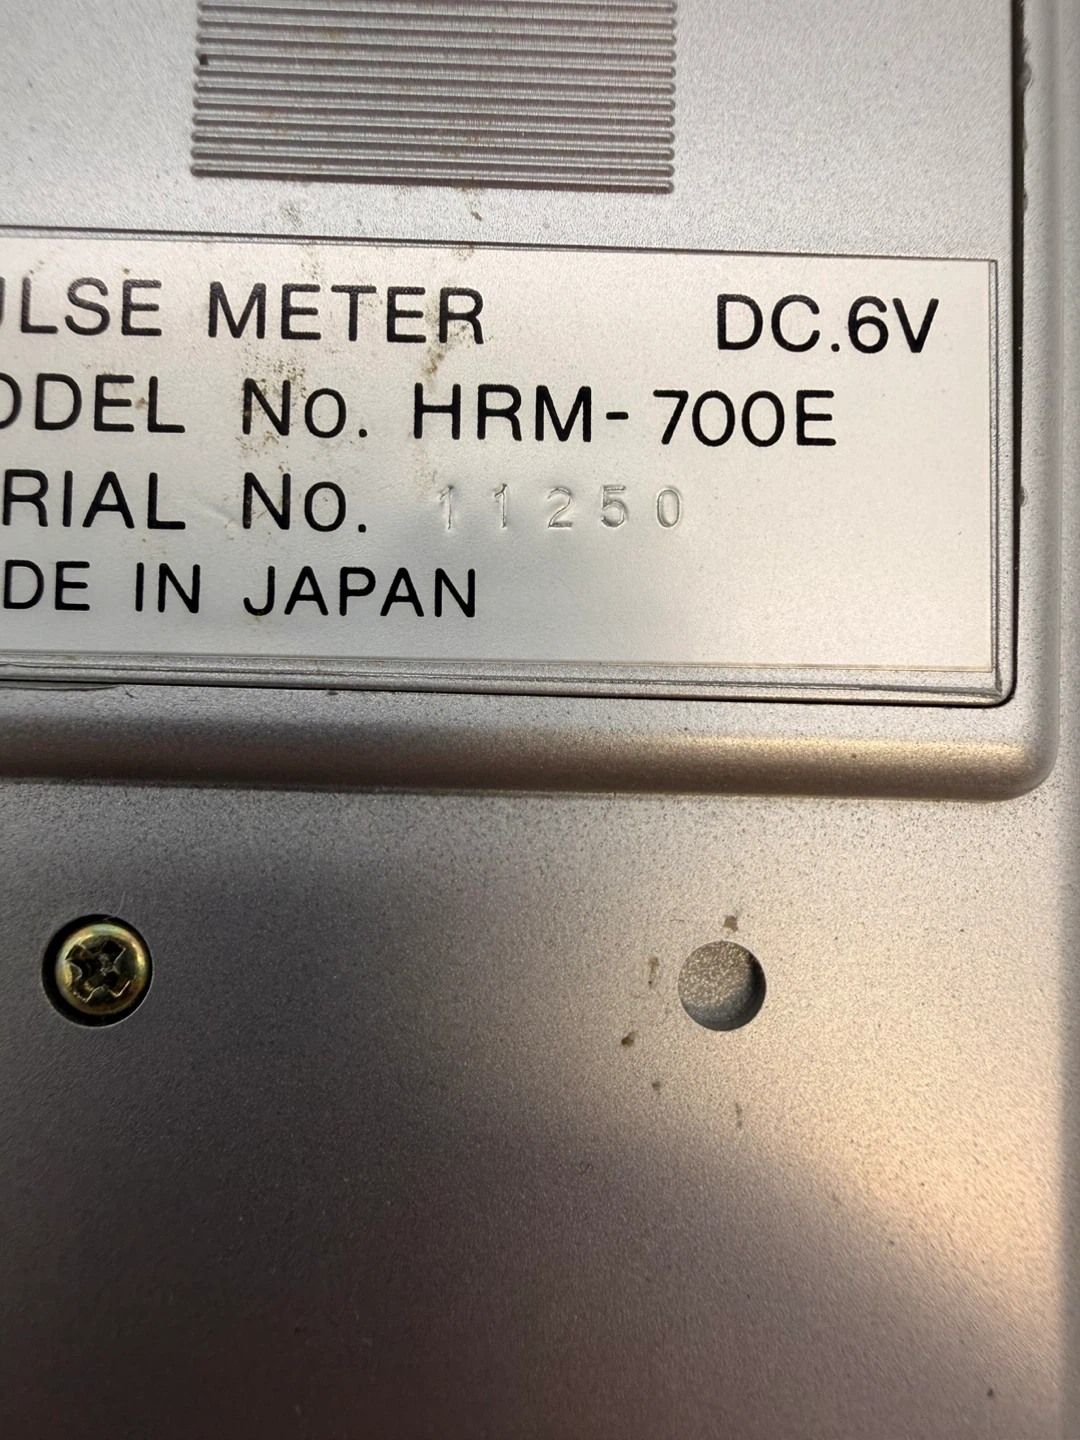 ULSE METER DC.6V
ODEL No. HRM-700E
RIAL No. 11250
DE IN JAPAN